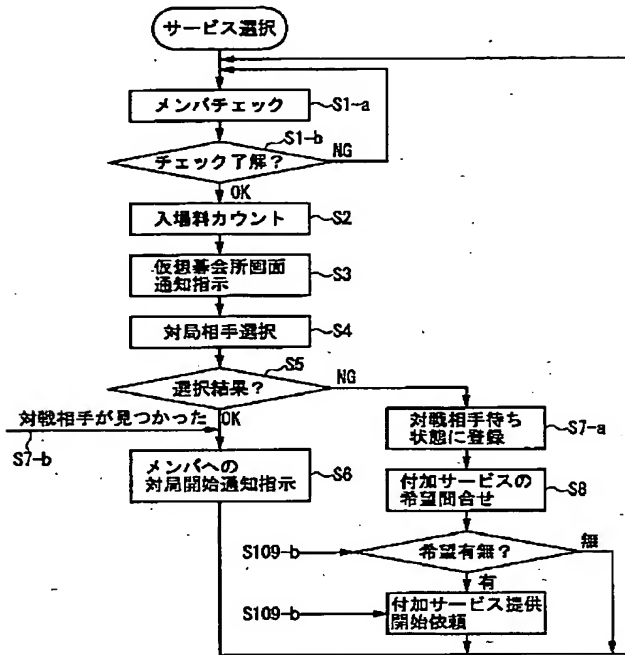 サービス選択
メンバチェック
S1-a
S1-b
チェック了解?
NG
OK
入場料カウント
S2
仮想碁会所画面
通知指示
S3
対局相手選択
S4
S5
選択結果?
NG
OK
対戦相手が見つかった
S7-b
対戦相手待ち
状態に登録
S7-a
メンバへの
対局開始通知指示
S6
付加サービスの
希望問合せ
S8
S109-b
希望有無?
無
有
S109-b
付加サービス提供
開始依頼